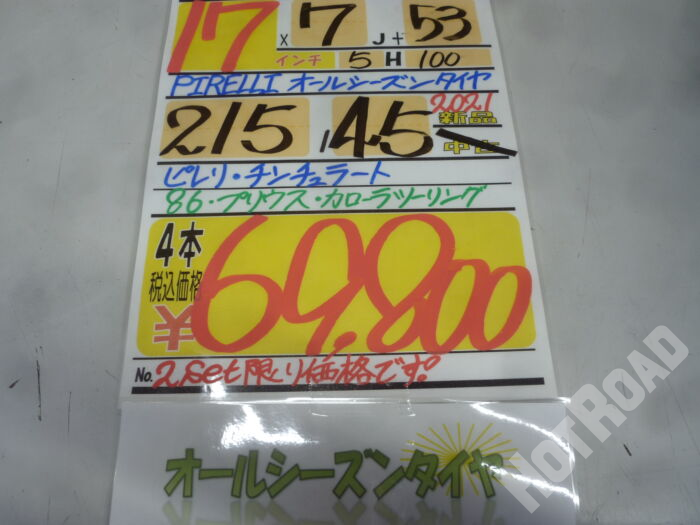 17 x 7 J+ 53
インチ 5 H 100
PIRELLI オールシーズンタイヤ
2021
215 / 45 新品
中古
ピレリ・チンチュラート
86・プリウス・カローラツーリング
4本
税込価格
¥69,800
No. 2set限り価格です。
オールシーズンタイヤ
HOTROAD